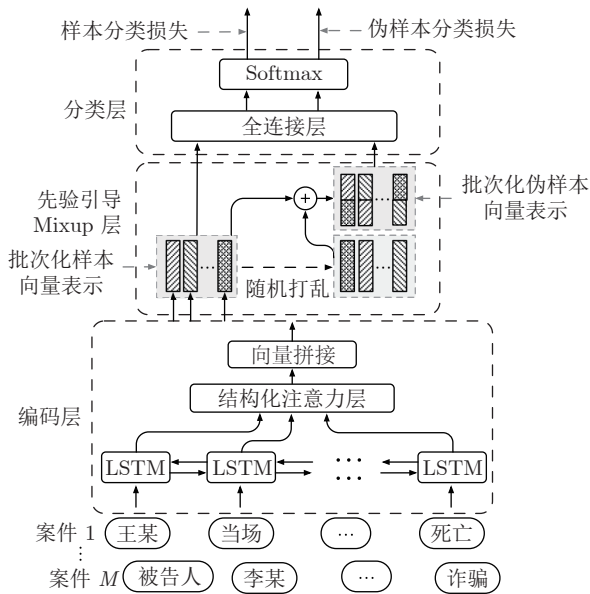 样本分类损失
伪样本分类损失
Softmax
分类层
全连接层
先验引导
Mixup 层
+
批次化伪样本
向量表示
批次化样本
向量表示
...
...
...
随机打乱
向量拼接
结构化注意力层
编码层
LSTM
LSTM
...
...
LSTM
案件 1
王某
当场
...
死亡
⋮
案件 M
被告人
李某
...
诈骗